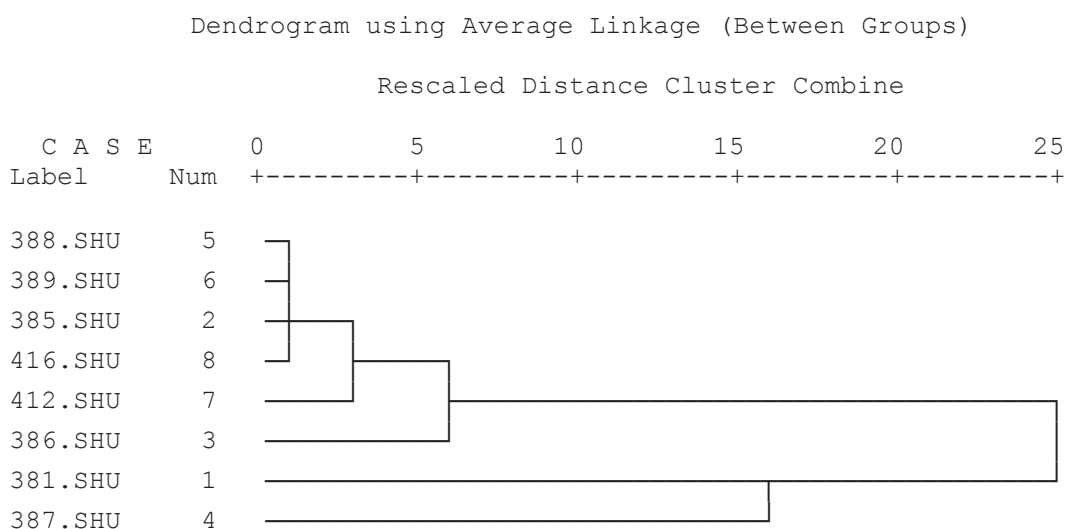 Dendrogram using Average Linkage (Between Groups)
Rescaled Distance Cluster Combine
C A S E 0 5 10 15 20 25
Label Num +---------+---------+---------+---------+---------+
388.SHU 5
389.SHU 6
385.SHU 2
416.SHU 8
412.SHU 7
386.SHU 3
381.SHU 1
387.SHU 4